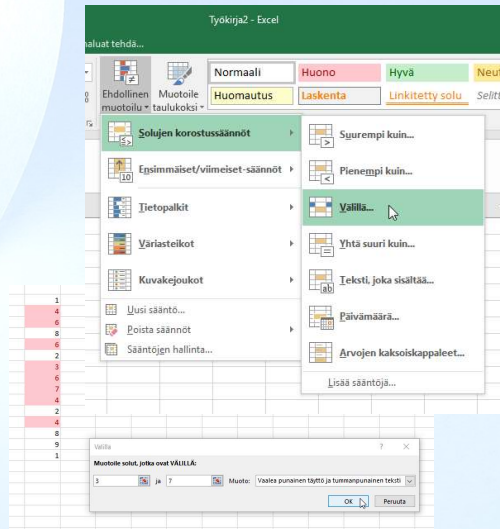 Työkirja2 - Excel
aluat tehdä...
Ehdollinen muotoilu
Muotoile taulukoksi
Normaali
Huono
Hyvä
Neut
Huomautus
Laskenta
Linkitetty solu
Selitt
Solujen korostussäännöt
Ensimmäiset/viimeiset-säännöt
Tietopalkit
Väriasteikot
Kuvakejoukot
Uusi sääntö...
Poista säännöt
Sääntöjen hallinta...
Suurempi kuin...
Pienempi kuin...
Välillä...
Yhtä suuri kuin...
Teksti, joka sisältää...
Päivämäärä...
Arvojen kaksoiskappaleet...
Lisää sääntöjä...
1
4
6
8
6
2
3
6
7
4
2
4
8
9
1
Välillä
? ×
Muotoile solut, jotka ovat VÄLILLÄ:
3 ja 7 Muoto: Vaalea punainen täyttö ja tummanpunainen teksti
OK Peruuta